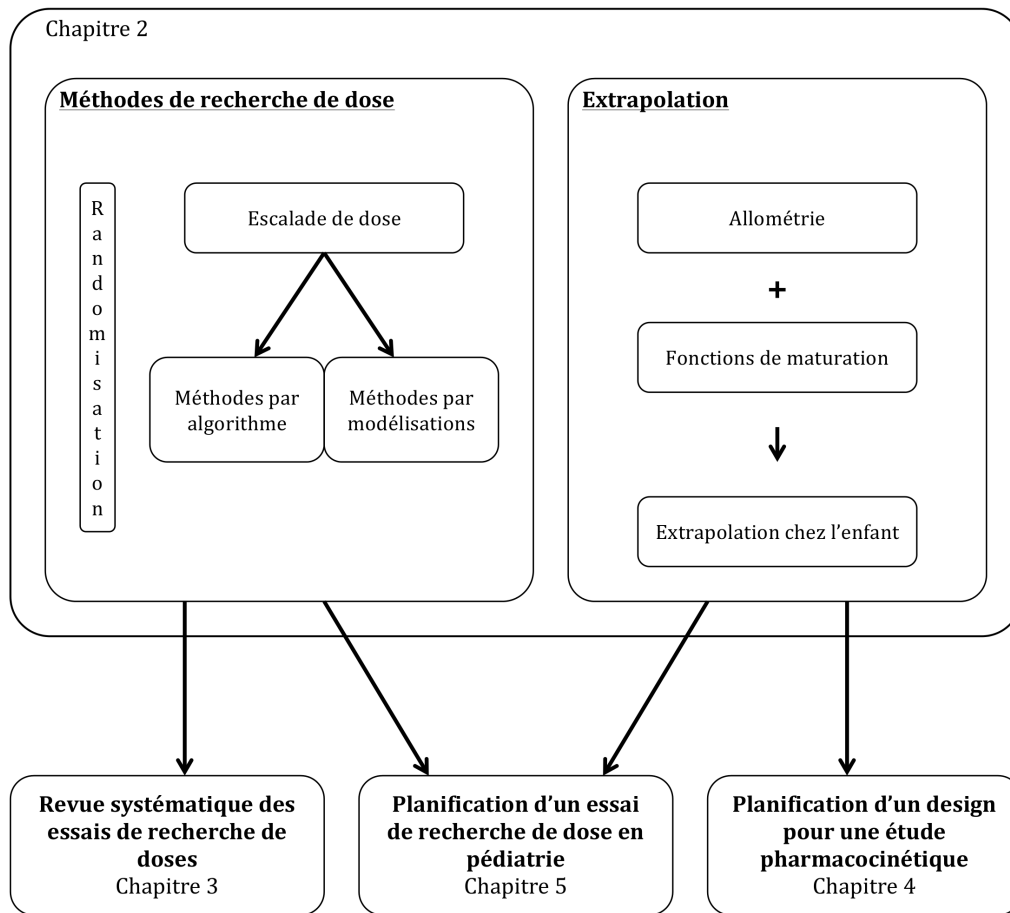 Chapitre 2
Méthodes de recherche de dose
Randomisation
Escalade de dose
Méthodes par
algorithme
Méthodes par
modélisations
Extrapolation
Allométrie
+
Fonctions de maturation
Extrapolation chez l’enfant
Revue systématique des
essais de recherche de
doses
Chapitre 3
Planification d’un essai
de recherche de dose en
pédiatrie
Chapitre 5
Planification d’un design
pour une étude
pharmacocinétique
Chapitre 4